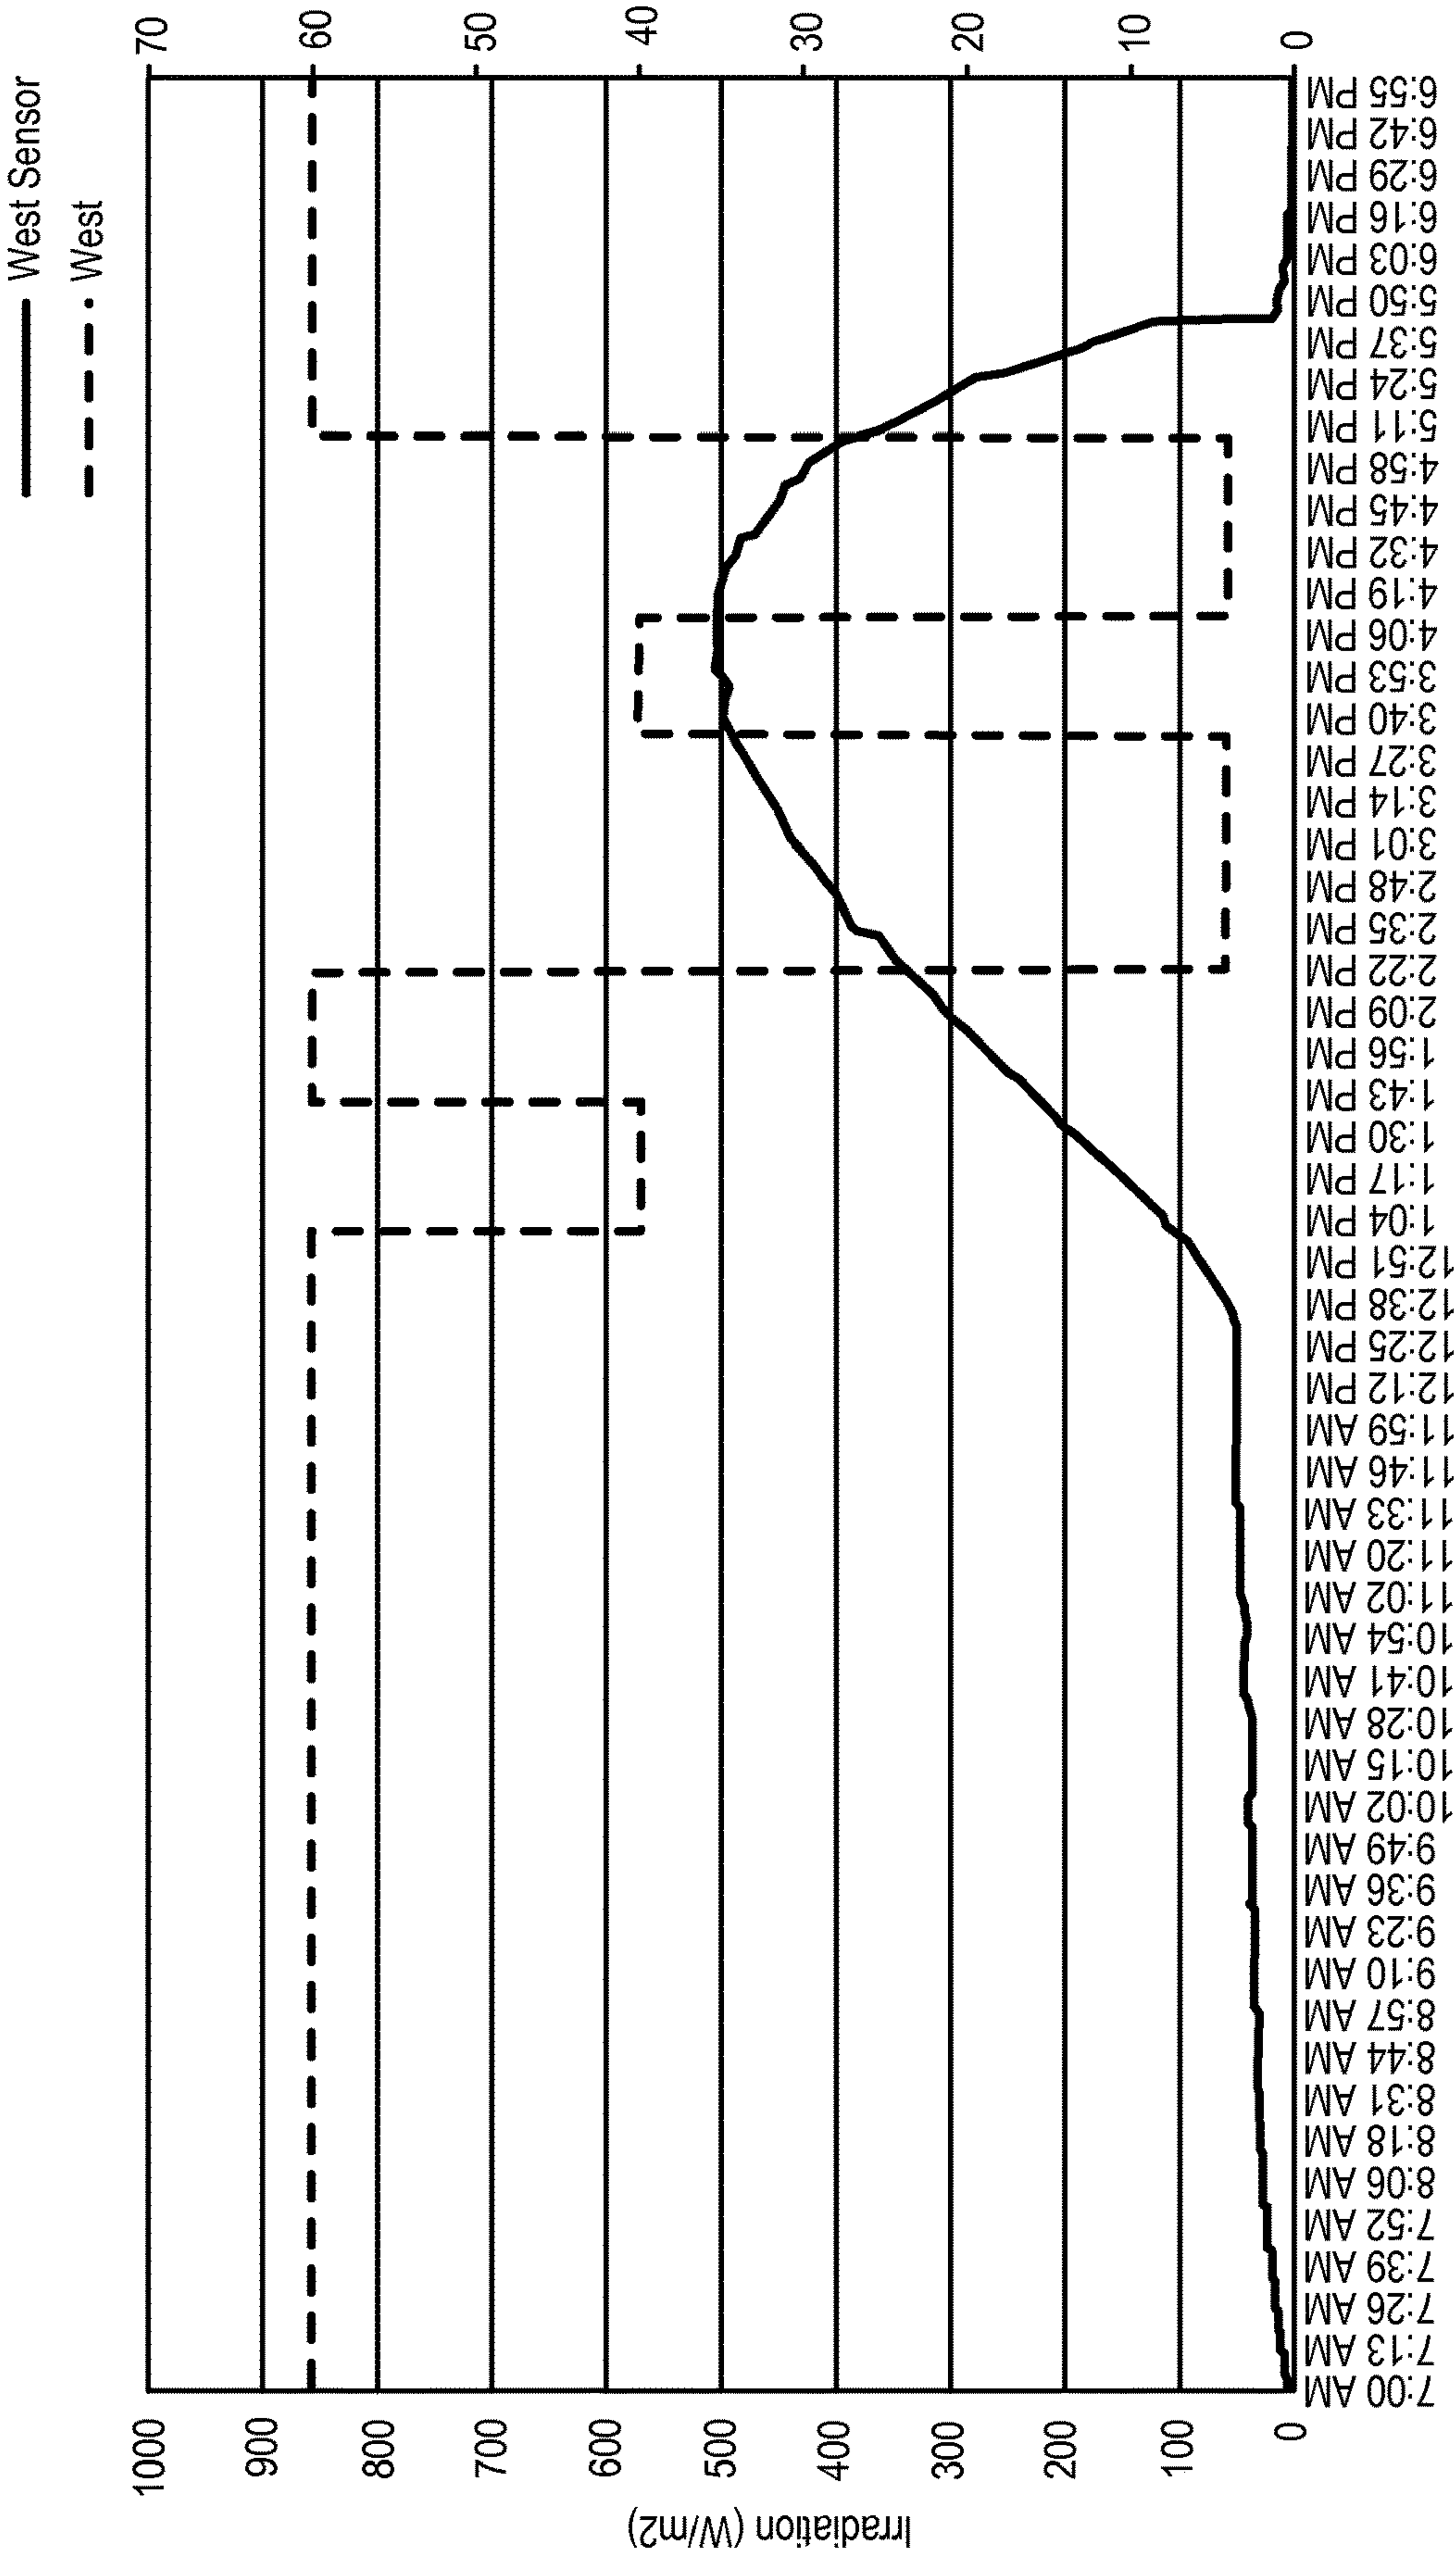 West Sensor
West
Irradiation (W/m2)
1000
900
800
700
600
500
400
300
200
100
0
70
60
50
40
30
20
10
0
7:00 AM
7:13 AM
7:26 AM
7:39 AM
7:52 AM
8:06 AM
8:18 AM
8:31 AM
8:44 AM
8:57 AM
9:10 AM
9:23 AM
9:36 AM
9:49 AM
10:02 AM
10:15 AM
10:28 AM
10:41 AM
10:54 AM
11:02 AM
11:20 AM
11:33 AM
11:46 AM
11:59 AM
12:12 PM
12:25 PM
12:38 PM
12:51 PM
1:04 PM
1:17 PM
1:30 PM
1:43 PM
1:56 PM
2:09 PM
2:22 PM
2:35 PM
2:48 PM
3:01 PM
3:14 PM
3:27 PM
3:40 PM
3:53 PM
4:06 PM
4:19 PM
4:32 PM
4:45 PM
4:58 PM
5:11 PM
5:24 PM
5:37 PM
5:50 PM
6:03 PM
6:16 PM
6:29 PM
6:42 PM
6:55 PM